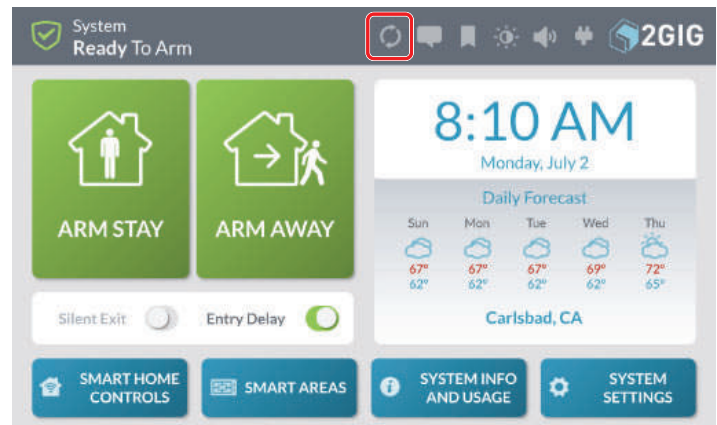 System
Ready To Arm
2GIG
ARM STAY
ARM AWAY
Silent Exit
Entry Delay
8:10 AM
Monday, July 2
Daily Forecast
Sun Mon Tue Wed Thu
67° 67° 67° 69° 72°
62° 62° 62° 62° 65°
Carlsbad, CA
SMART HOME
CONTROLS
SMART AREAS
SYSTEM INFO
AND USAGE
SYSTEM
SETTINGS